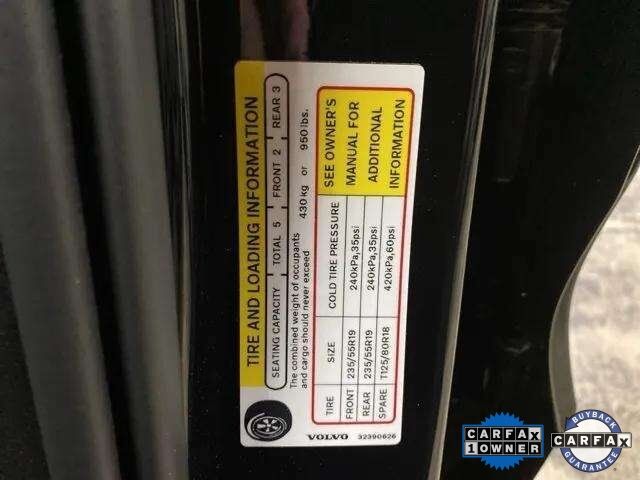 TIRE AND LOADING INFORMATION
SEATING CAPACITY TOTAL 5 FRONT 2 REAR 3
The combined weight of occupants
and cargo should never exceed 430 kg or 950 lbs.
TIRE SIZE COLD TIRE PRESSURE
FRONT 235/55R19 240kPa,35psi
REAR 235/55R19 240kPa,35psi
SPARE T125/80R18 420kPa,60psi
SEE OWNER'S
MANUAL FOR
ADDITIONAL
INFORMATION
VOLVO 32390626
CARFAX
1 OWNER
BUYBACK
CARFAX
GUARANTEE